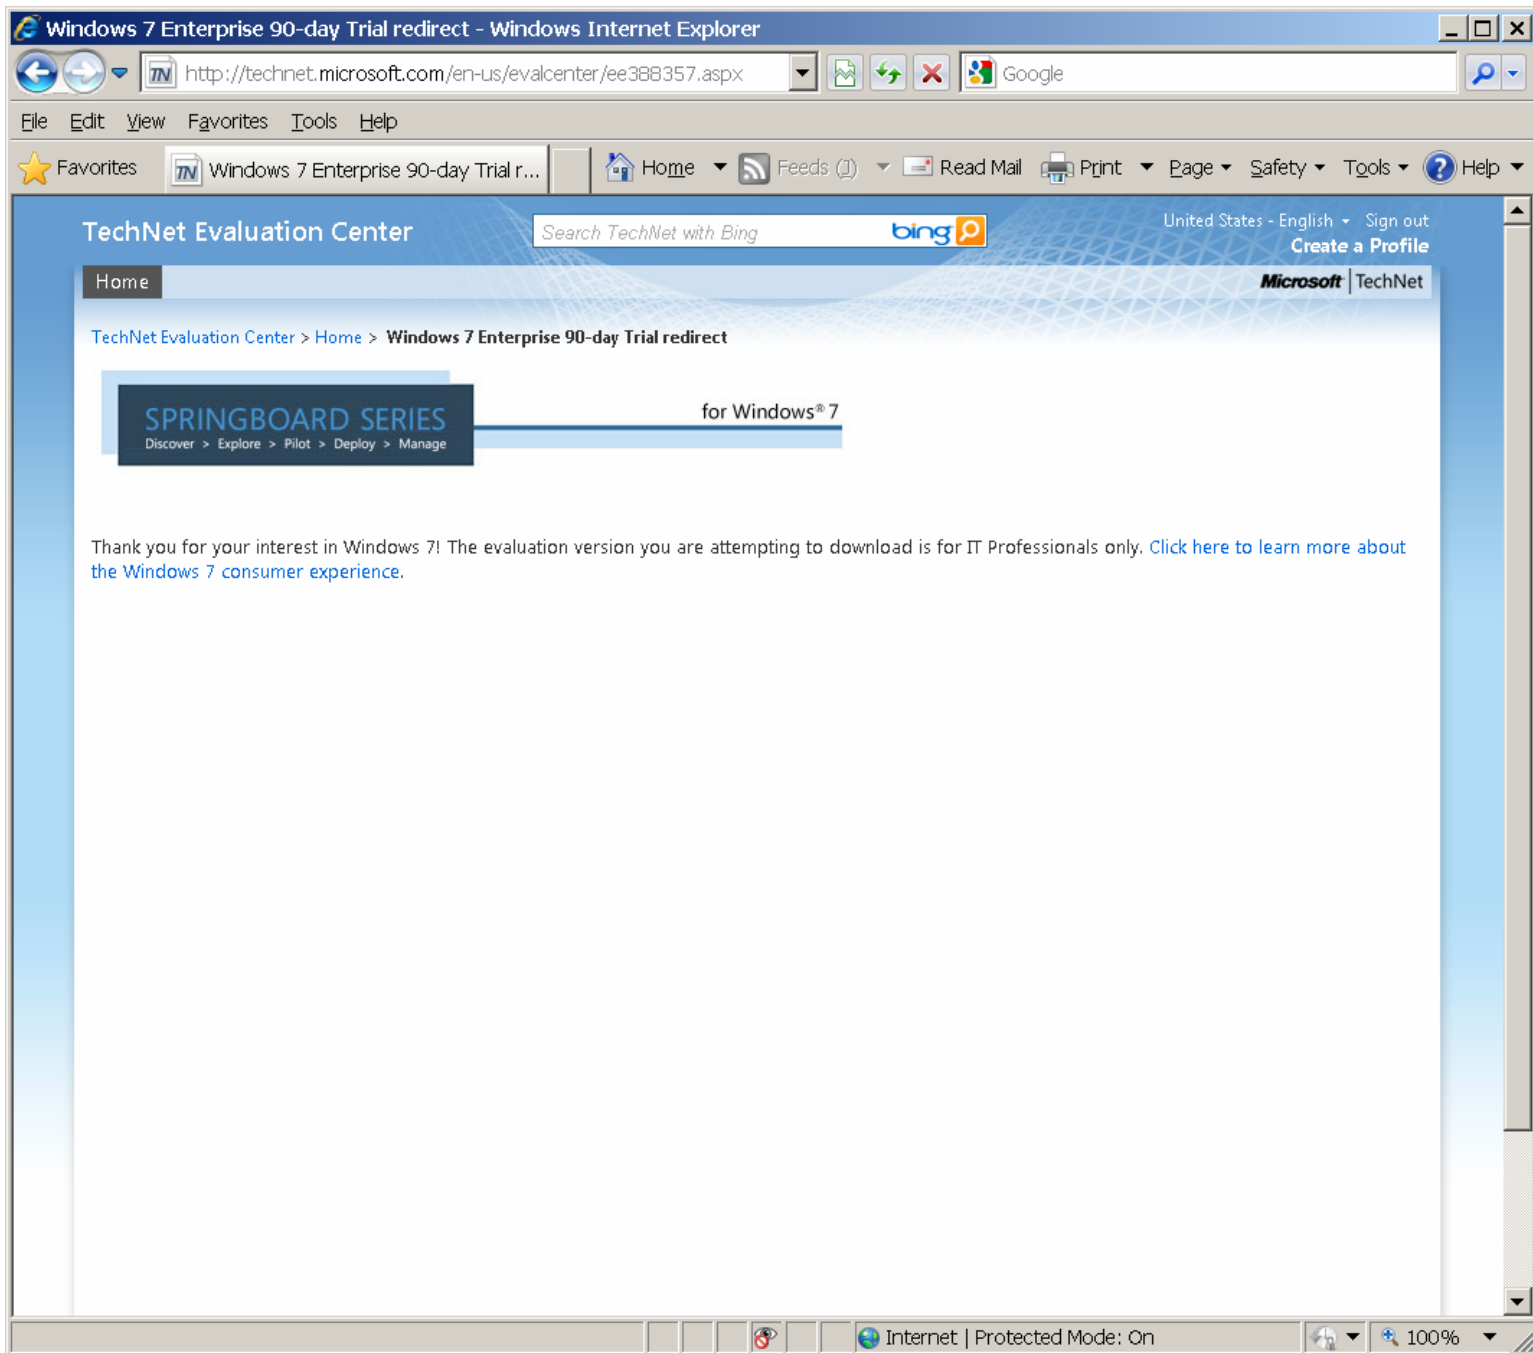 Windows 7 Enterprise 90-day Trial redirect - Windows Internet Explorer
http://technet.microsoft.com/en-us/evalcenter/ee388357.aspx
Google
File Edit View Favorites Tools Help
Favorites
TN Windows 7 Enterprise 90-day Trial r...
Home Feeds (J) Read Mail Print Page Safety Tools Help
TechNet Evaluation Center
Search TechNet with Bing
bing
United States - English Sign out
Create a Profile
Home
Microsoft | TechNet
TechNet Evaluation Center > Home > Windows 7 Enterprise 90-day Trial redirect
SPRINGBOARD SERIES
Discover > Explore > Pilot > Deploy > Manage
for Windows® 7
Thank you for your interest in Windows 7! The evaluation version you are attempting to download is for IT Professionals only. Click here to learn more about
the Windows 7 consumer experience.
Internet | Protected Mode: On
100%